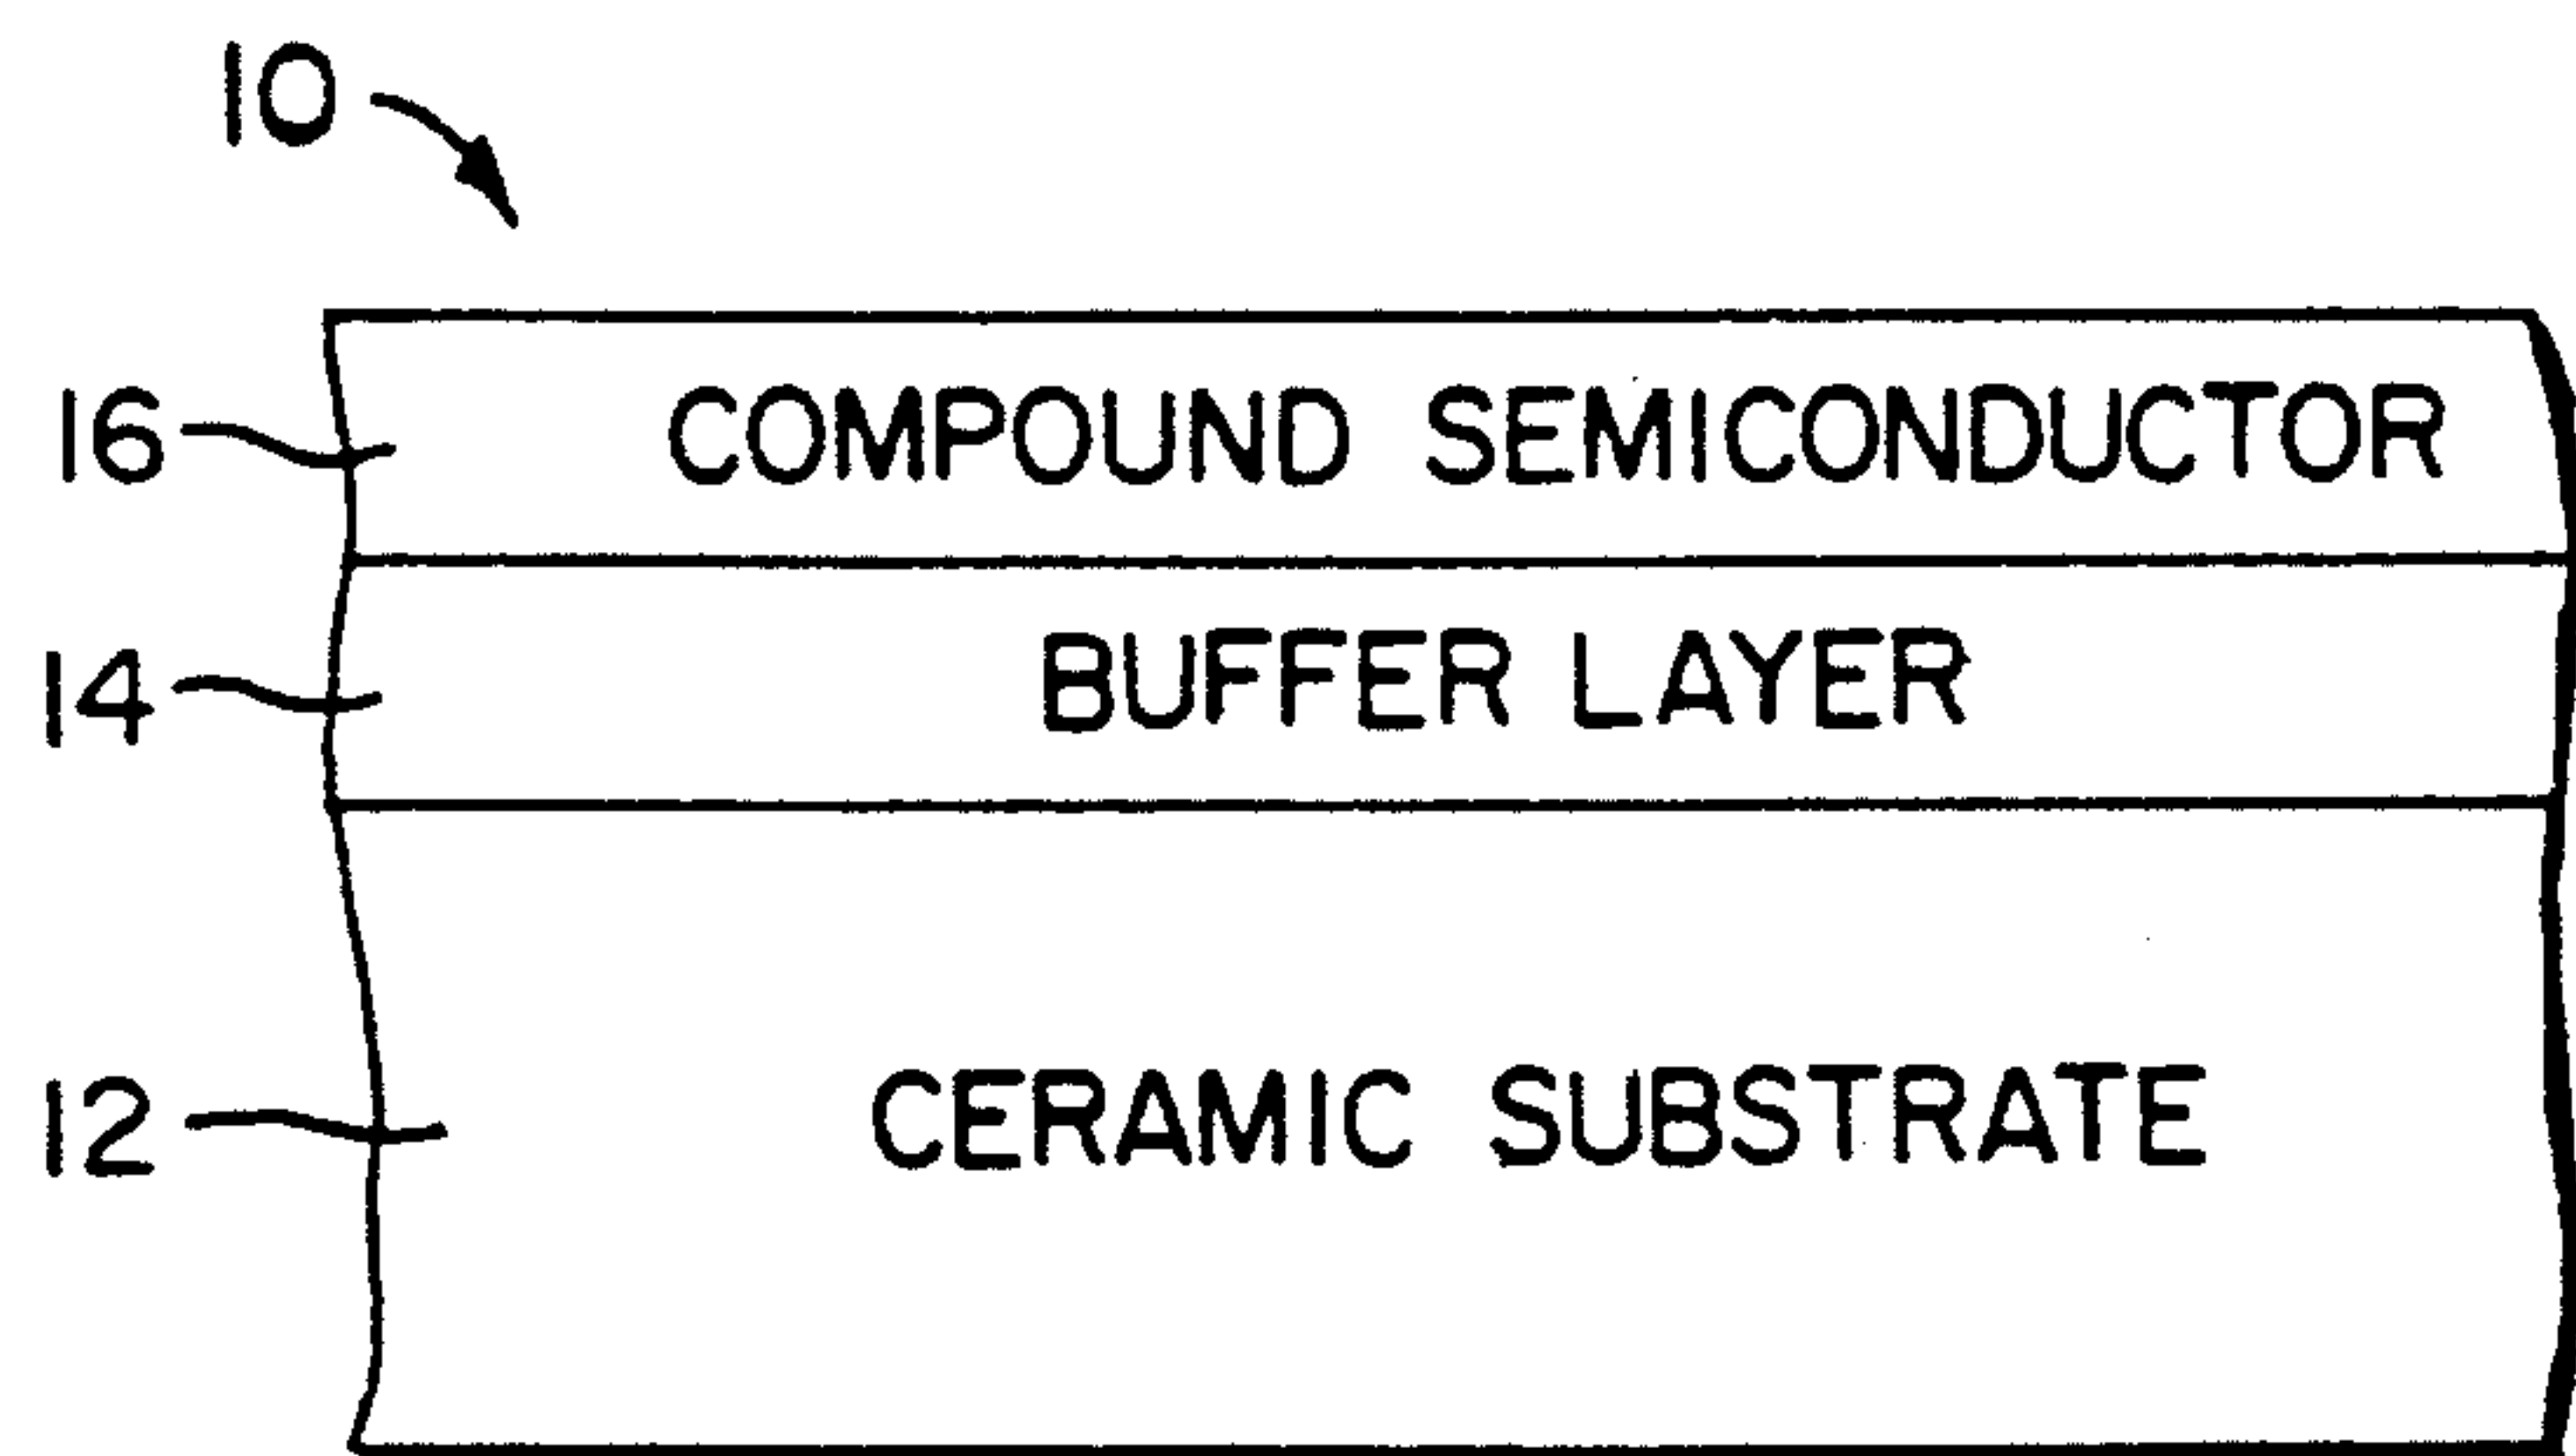 10
16 COMPOUND SEMICONDUCTOR
14 BUFFER LAYER
12 CERAMIC SUBSTRATE